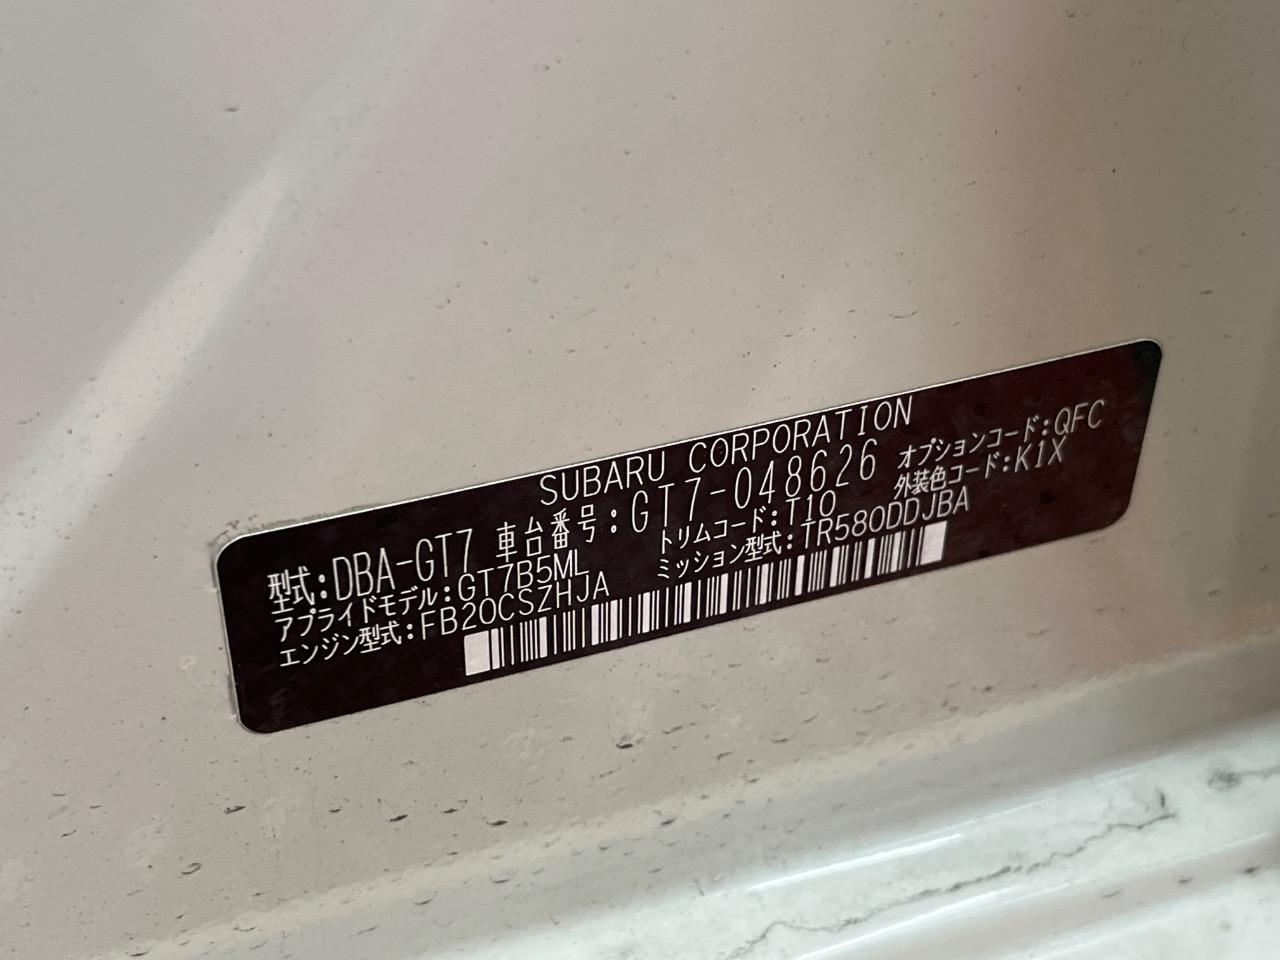 SUBARU CORPORATION
型式:DBA-GT7 車台番号:GT7-048626 オプションコード:QFC
アプライドモデル:GT7B5ML トリムコード:T10 外装色コード:K1X
エンジン型式:FB20CSZHJA ミッション型式:TR580DDJBA